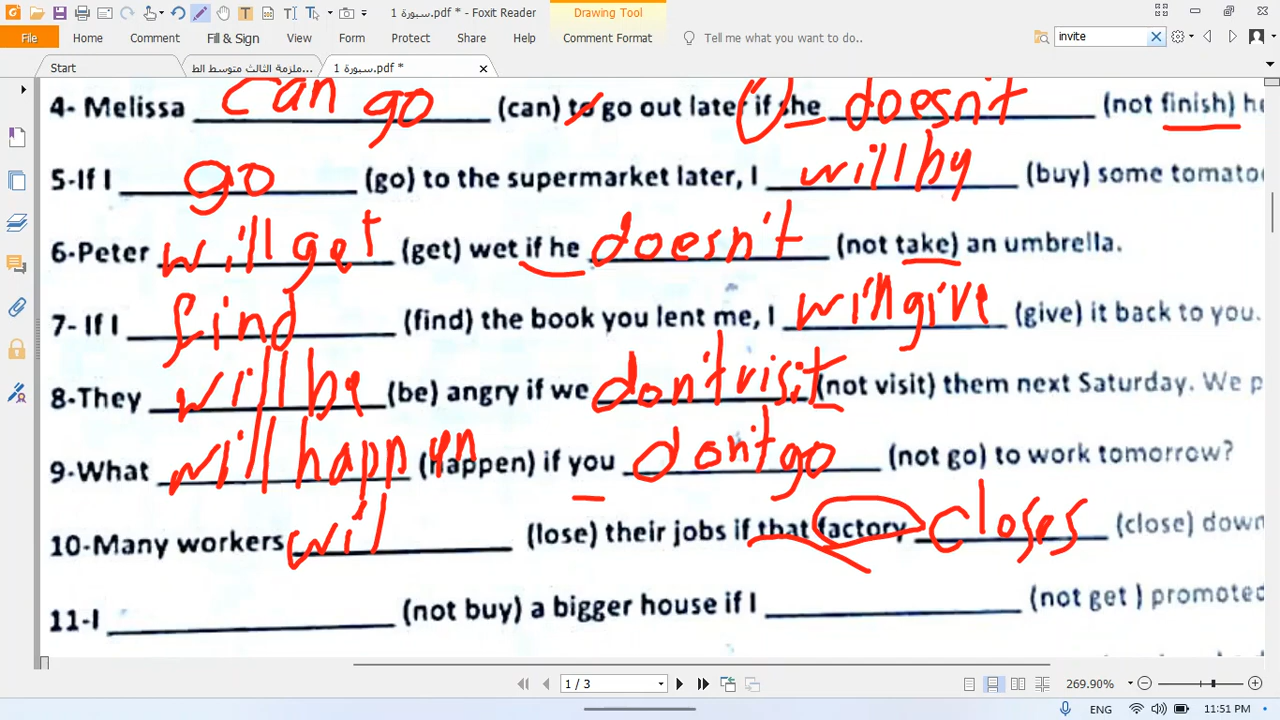 سبورة 1.pdf * - Foxit Reader
Drawing Tool
File Home Comment Fill & Sign View Form Protect Share Help Comment Format Tell me what you want to do.. invite
Start ملزمة الثالث متوسط الط... سبورة 1.pdf *
4- Melissa can go (can) to go out later if she doesn't (not finish) he
5-If I go (go) to the supermarket later, I will by (buy) some tomato
6-Peter will get (get) wet if he doesn't (not take) an umbrella.
7- If I find (find) the book you lent me, I will give (give) it back to you.
8-They will be (be) angry if we don't visit (not visit) them next Saturday. We p
9-What will happyn (happen) if you don't go (not go) to work tomorrow?
10-Many workers wil (lose) their jobs if that factory closes (close) down
11-I (not buy) a bigger house if I (not get ) promoted
1 / 3 269.90%
ENG 11:51 PM